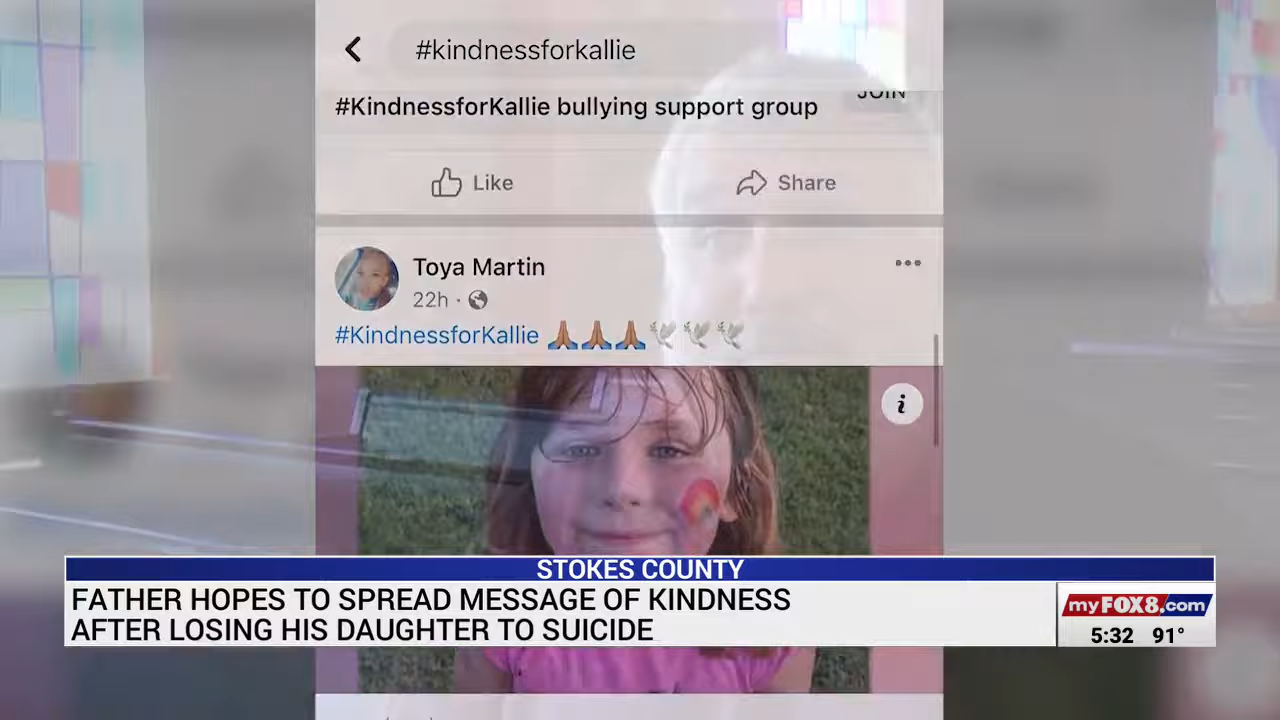 #kindnessforkallie
JOIN
#KindnessforKallie bullying support group
Like
Share
Toya Martin
22h ·
#KindnessforKallie 🙏🏽🙏🏽🙏🏽🕊🕊🕊
STOKES COUNTY
FATHER HOPES TO SPREAD MESSAGE OF KINDNESS
AFTER LOSING HIS DAUGHTER TO SUICIDE
myFOX8.com
5:32 91°